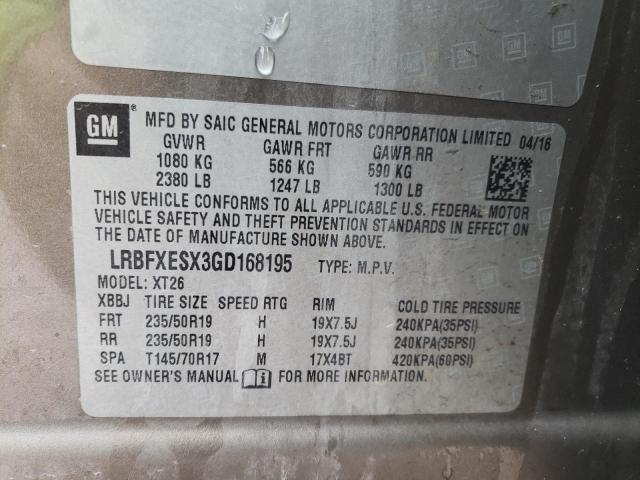 GM ® MFD BY SAIC GENERAL MOTORS CORPORATION LIMITED 04/16
GVWR GAWR FRT GAWR RR
1080 KG 566 KG 590 KG
2380 LB 1247 LB 1300 LB
THIS VEHICLE CONFORMS TO ALL APPLICABLE U.S. FEDERAL MOTOR
VEHICLE SAFETY AND THEFT PREVENTION STANDARDS IN EFFECT ON
THE DATE OF MANUFACTURE SHOWN ABOVE.
LRBFXESX3GD168195 TYPE: M.P.V.
MODEL: XT26
XBBJ TIRE SIZE SPEED RTG RIM COLD TIRE PRESSURE
FRT 235/50R19 H 19X7.5J 240KPA(35PSI)
RR 235/50R19 H 19X7.5J 240KPA(35PSI)
SPA T145/70R17 M 17X4BT 420KPA(60PSI)
SEE OWNER'S MANUAL FOR MORE INFORMATION.